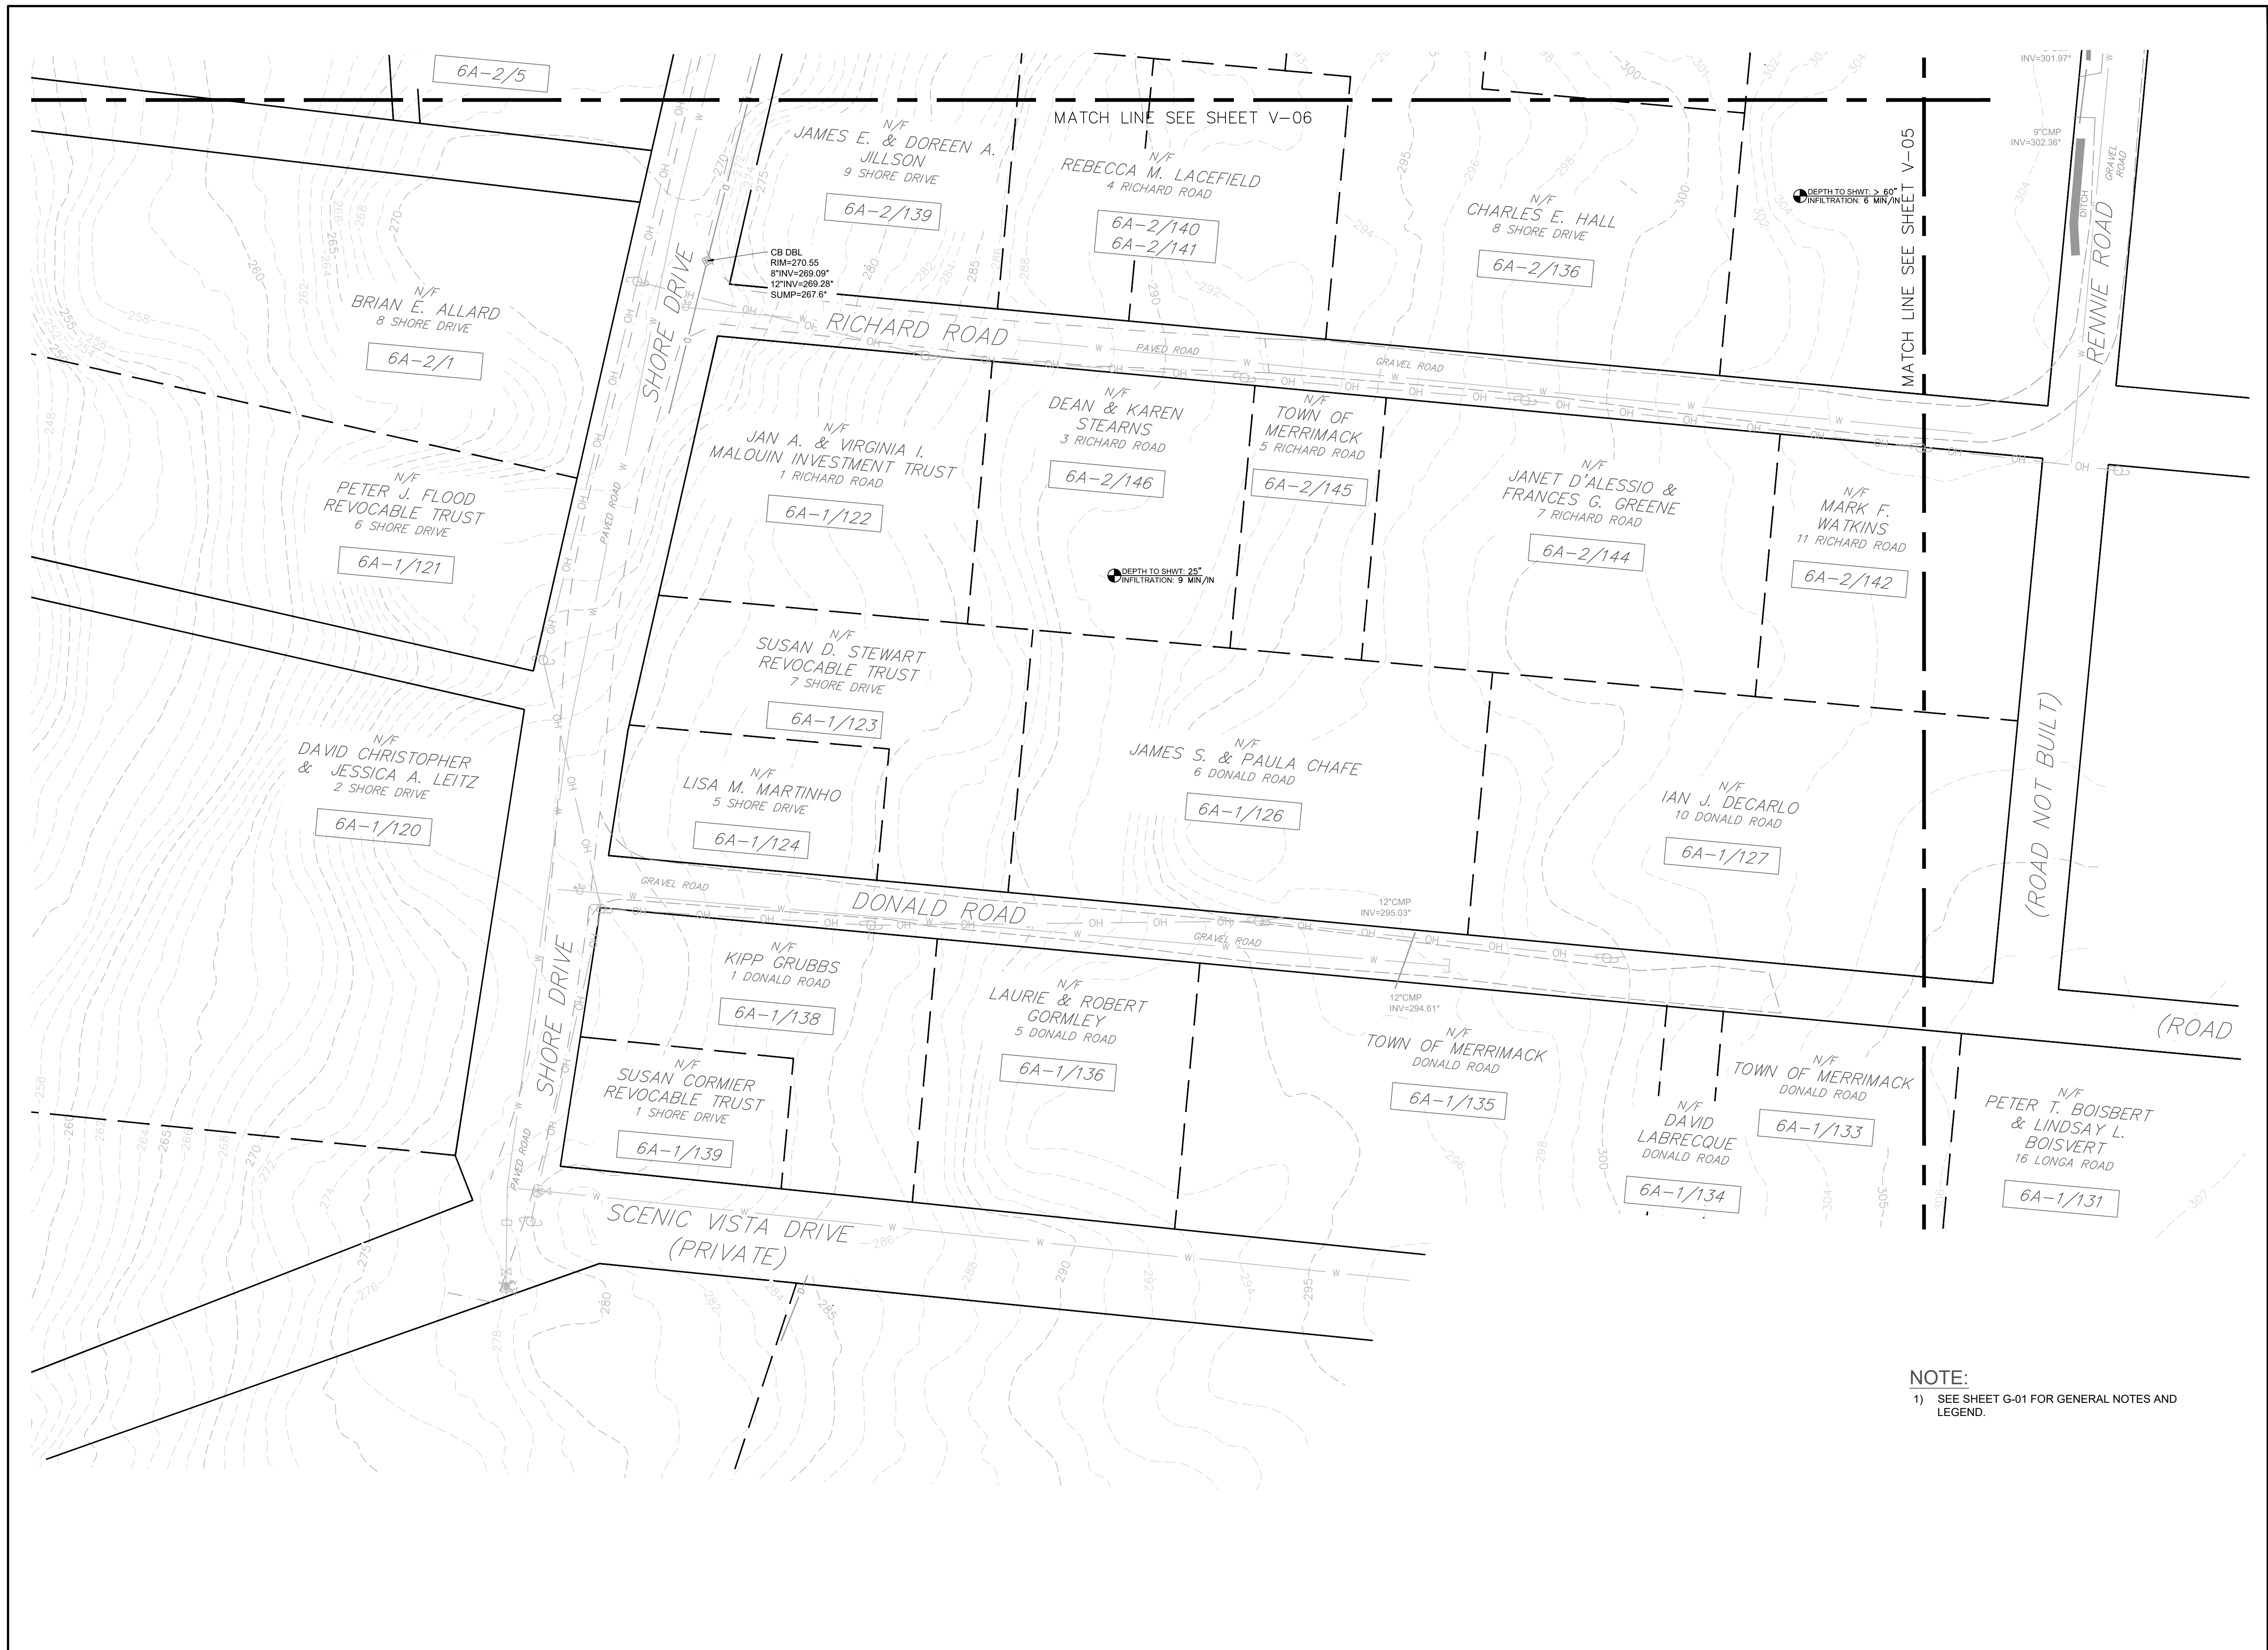 6A-2/5
MATCH LINE SEE SHEET V-06
MATCH LINE SEE SHEET V-05
INV=301.97*
9"CMP
INV=302.36*
DITCH
GRAVEL
ROAD
RENNIE ROAD
N/F
JAMES E. & DOREEN A.
JILLSON
9 SHORE DRIVE
6A-2/139
N/F
REBECCA M. LACEFIELD
4 RICHARD ROAD
6A-2/140
6A-2/141
N/F
CHARLES E. HALL
8 SHORE DRIVE
6A-2/136
DEPTH TO SHWT: > 60"
INFILTRATION: 6 MIN/IN
CB DBL
RIM=270.55
8"INV=269.09*
12"INV=269.28*
SUMP=267.6*
SHORE DRIVE
N/F
BRIAN E. ALLARD
8 SHORE DRIVE
6A-2/1
RICHARD ROAD
PAVED ROAD
GRAVEL ROAD
N/F
PETER J. FLOOD
REVOCABLE TRUST
6 SHORE DRIVE
6A-1/121
PAVED ROAD
N/F
JAN A. & VIRGINIA I.
MALOUIN INVESTMENT TRUST
1 RICHARD ROAD
6A-1/122
N/F
DEAN & KAREN
STEARNS
3 RICHARD ROAD
6A-2/146
N/F
TOWN OF
MERRIMACK
5 RICHARD ROAD
6A-2/145
N/F
JANET D'ALESSIO &
FRANCES G. GREENE
7 RICHARD ROAD
6A-2/144
N/F
MARK F.
WATKINS
11 RICHARD ROAD
6A-2/142
DEPTH TO SHWT: 25"
INFILTRATION: 9 MIN/IN
N/F
SUSAN D. STEWART
REVOCABLE TRUST
7 SHORE DRIVE
6A-1/123
N/F
DAVID CHRISTOPHER
& JESSICA A. LEITZ
2 SHORE DRIVE
6A-1/120
N/F
LISA M. MARTINHO
5 SHORE DRIVE
6A-1/124
N/F
JAMES S. & PAULA CHAFE
6 DONALD ROAD
6A-1/126
N/F
IAN J. DECARLO
10 DONALD ROAD
6A-1/127
(ROAD NOT BUILT)
GRAVEL ROAD
DONALD ROAD
GRAVEL ROAD
12"CMP
INV=295.03*
12"CMP
INV=294.61*
SHORE DRIVE
PAVED ROAD
N/F
KIPP GRUBBS
1 DONALD ROAD
6A-1/138
N/F
LAURIE & ROBERT
GORMLEY
5 DONALD ROAD
6A-1/136
N/F
TOWN OF MERRIMACK
DONALD ROAD
6A-1/135
N/F
DAVID
LABRECQUE
DONALD ROAD
6A-1/134
N/F
TOWN OF MERRIMACK
DONALD ROAD
6A-1/133
N/F
PETER T. BOISBERT
& LINDSAY L.
BOISVERT
16 LONGA ROAD
6A-1/131
(ROAD
N/F
SUSAN CORMIER
REVOCABLE TRUST
1 SHORE DRIVE
6A-1/139
SCENIC VISTA DRIVE
(PRIVATE)
NOTE:
1) SEE SHEET G-01 FOR GENERAL NOTES AND
LEGEND.